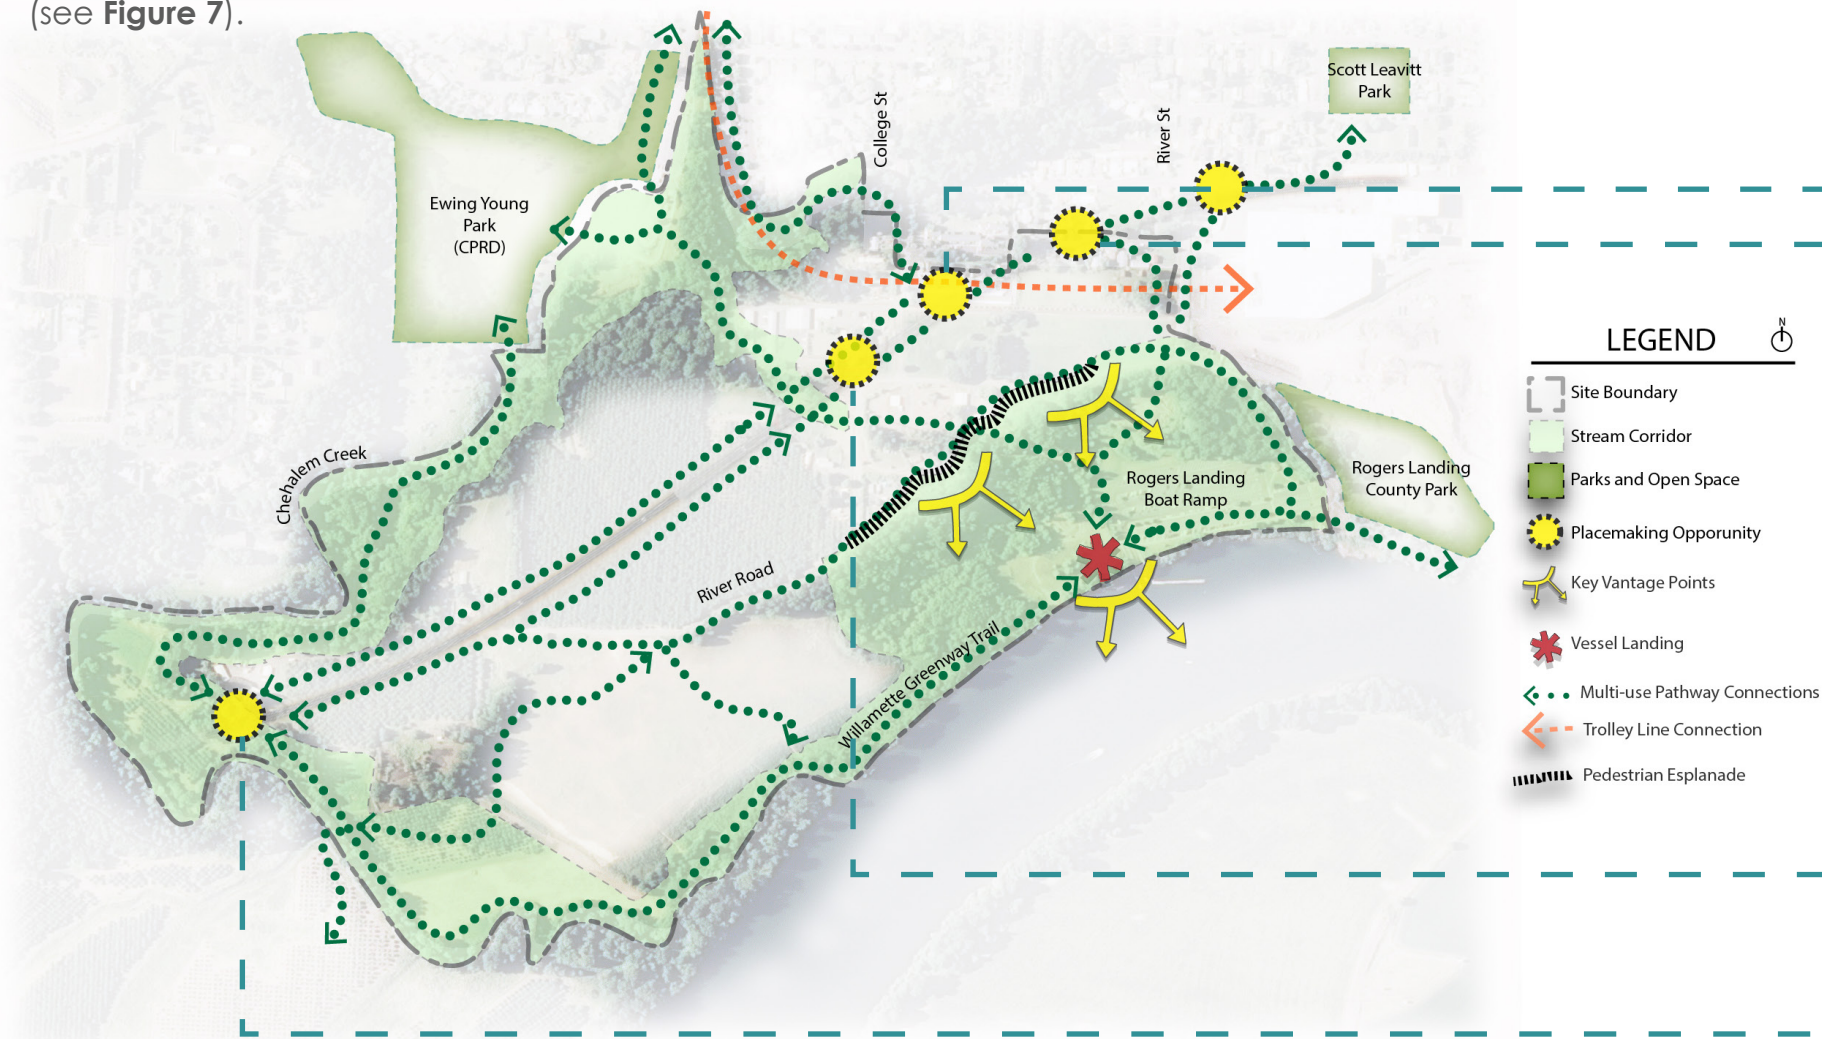 (see Figure 7).
Scott Leavitt
Park
College St
River St
Ewing Young
Park
(CPRD)
Chehalem Creek
Rogers Landing
Boat Ramp
Rogers Landing
County Park
River Road
Willamette Greenway Trail
LEGEND
N
Site Boundary
Stream Corridor
Parks and Open Space
Placemaking Opporunity
Key Vantage Points
Vessel Landing
Multi-use Pathway Connections
Trolley Line Connection
Pedestrian Esplanade